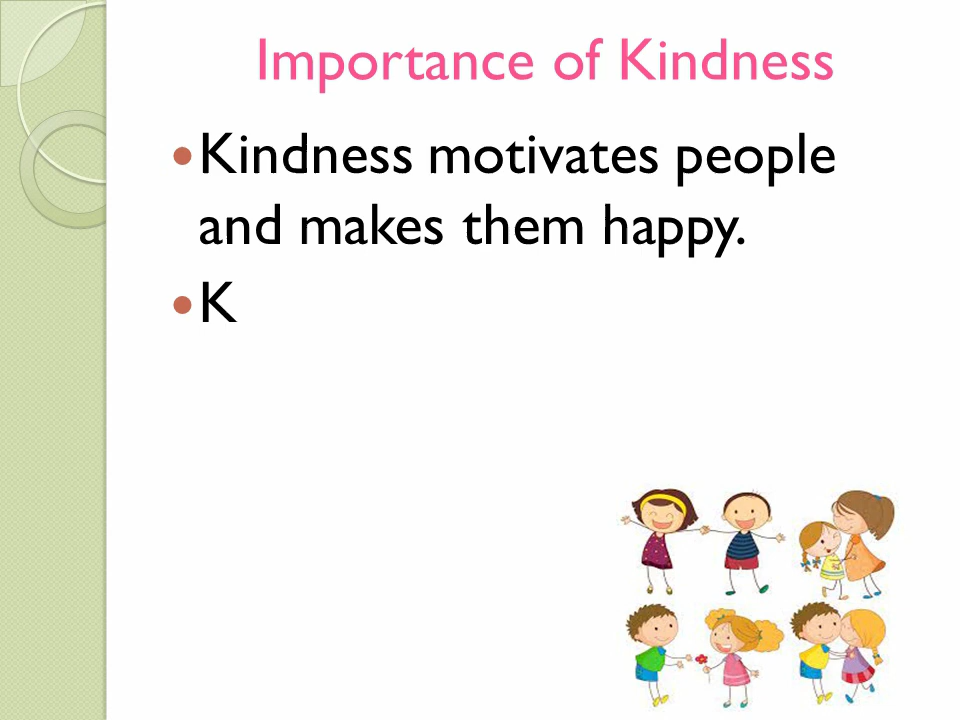 Importance of Kindness
• Kindness motivates people
and makes them happy.
• K